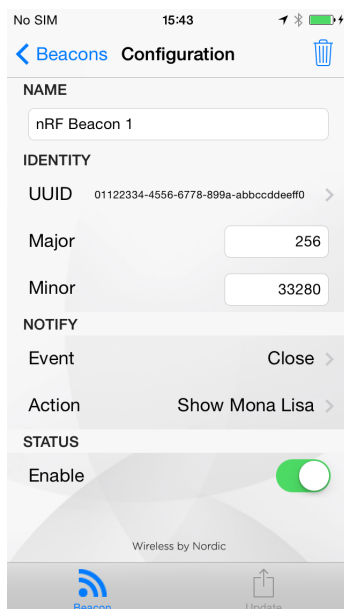 No SIM 15:43
Beacons Configuration
NAME
nRF Beacon 1
IDENTITY
UUID 01122334-4556-6778-899a-abbccddeeff0
Major 256
Minor 33280
NOTIFY
Event Close
Action Show Mona Lisa
STATUS
Enable
Wireless by Nordic
Beacon Update